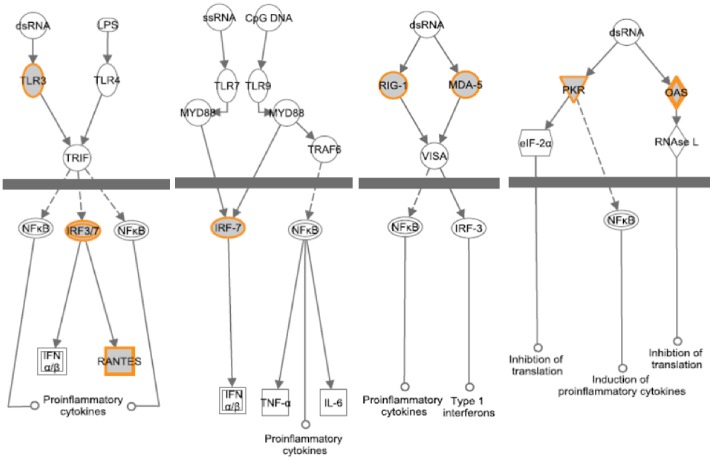 dsRNA
LPS
TLR3
TLR4
TRIF
NFκB
IRF3/7
NFκB
IFN
α/β
RANTES
Proinflammatory
cytokines
ssRNA
CpG DNA
TLR7
TLR9
MYD88
MYD88
TRAF6
IRF-7
NFκB
IFN
α/β
TNF-α
IL-6
Proinflammatory
cytokines
dsRNA
RIG-1
MDA-5
VISA
NFκB
IRF-3
Proinflammatory
cytokines
Type 1
interferons
dsRNA
PKR
OAS
eIF-2α
RNAse L
NFκB
Inhibtion of
translation
Induction of
proinflammatory cytokines
Inhibtion of
translation